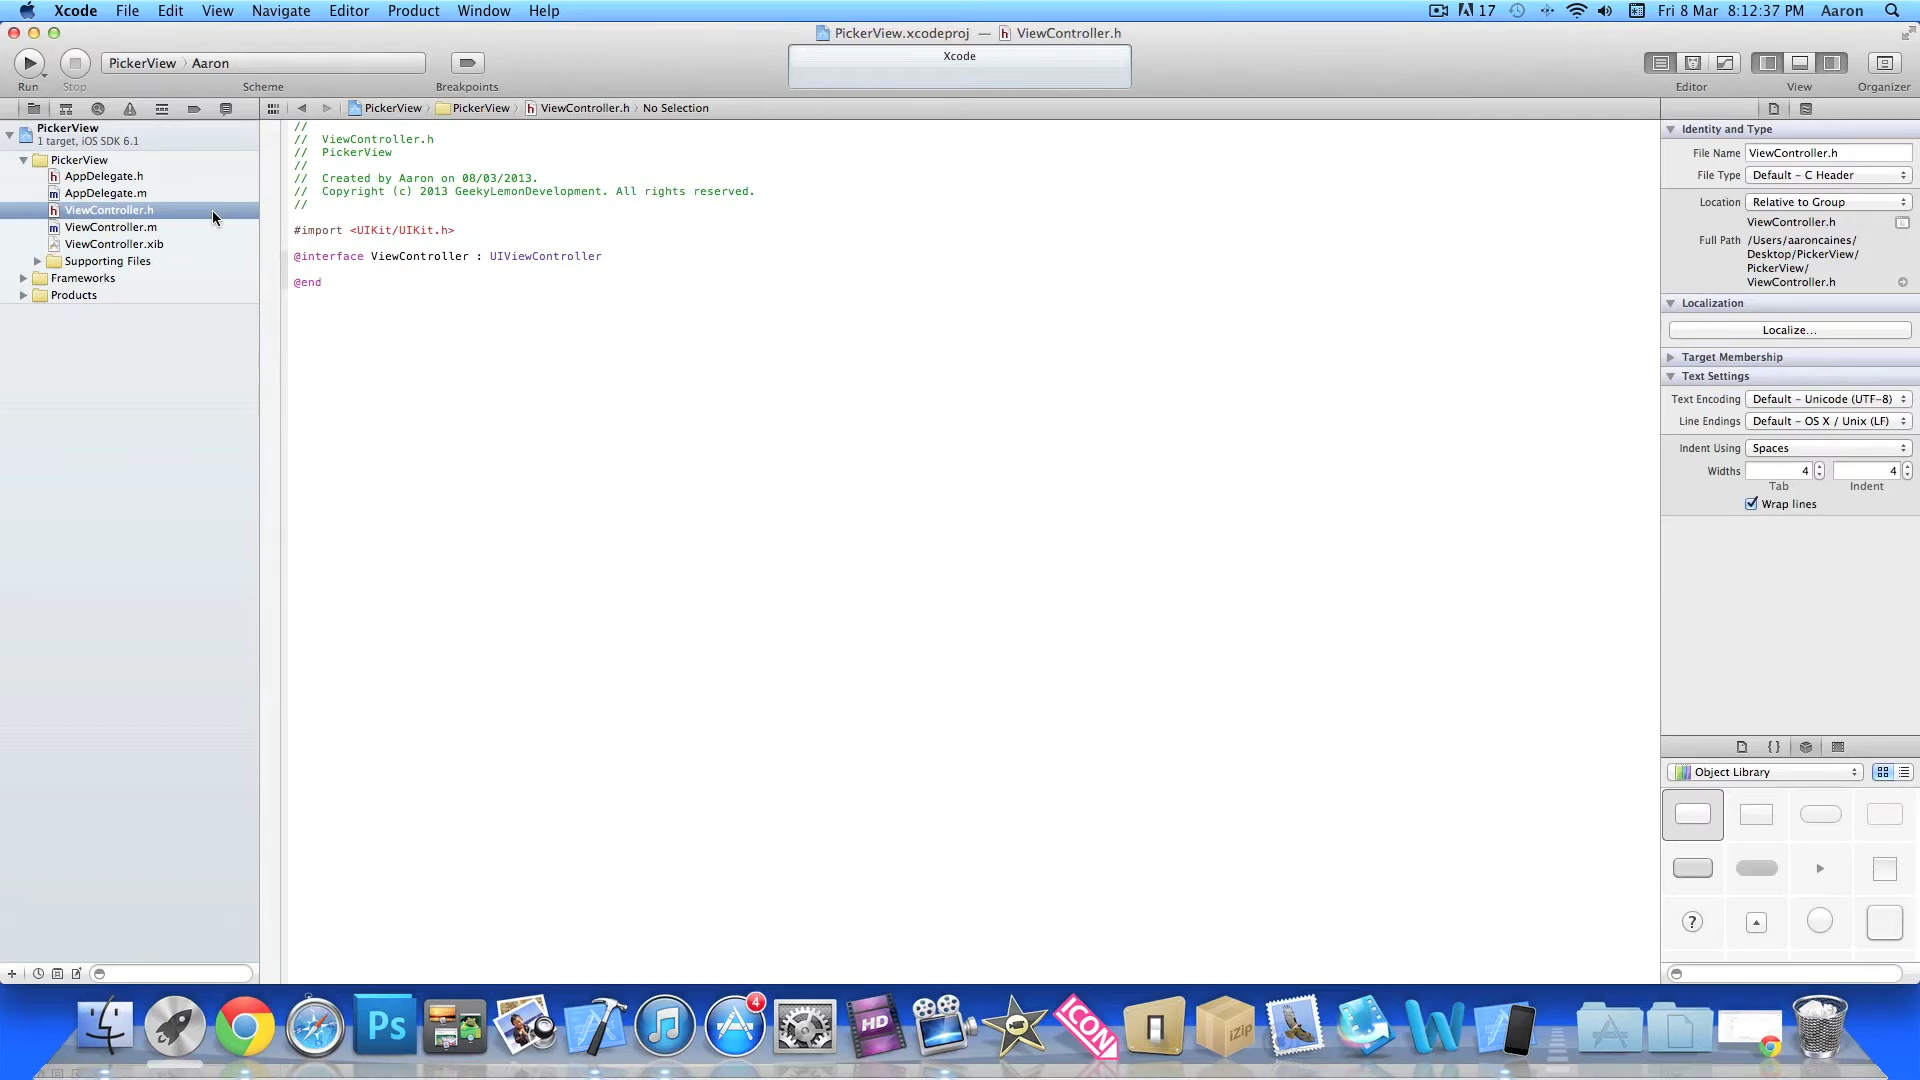 Xcode File Edit View Navigate Editor Product Window Help
17 Fri 8 Mar 8:12:37 PM Aaron
PickerView.xcodeproj — ViewController.h
PickerView Aaron
Xcode
Run Stop Scheme Breakpoints Editor View Organizer
PickerView PickerView ViewController.h No Selection
PickerView
1 target, iOS SDK 6.1
PickerView
AppDelegate.h
AppDelegate.m
ViewController.h
ViewController.m
ViewController.xib
Supporting Files
Frameworks
Products
//
// ViewController.h
// PickerView
//
// Created by Aaron on 08/03/2013.
// Copyright (c) 2013 GeekyLemonDevelopment. All rights reserved.
//
#import <UIKit/UIKit.h>
@interface ViewController : UIViewController
@end
Identity and Type
File Name ViewController.h
File Type Default – C Header
Location Relative to Group
ViewController.h
Full Path /Users/aaroncaines/
Desktop/PickerView/
PickerView/
ViewController.h
Localization
Localize...
Target Membership
Text Settings
Text Encoding Default – Unicode (UTF-8)
Line Endings Default – OS X / Unix (LF)
Indent Using Spaces
Widths 4 4
Tab Indent
Wrap lines
{ }
Object Library
?
Ps
4
HD
ICON
iZip
W